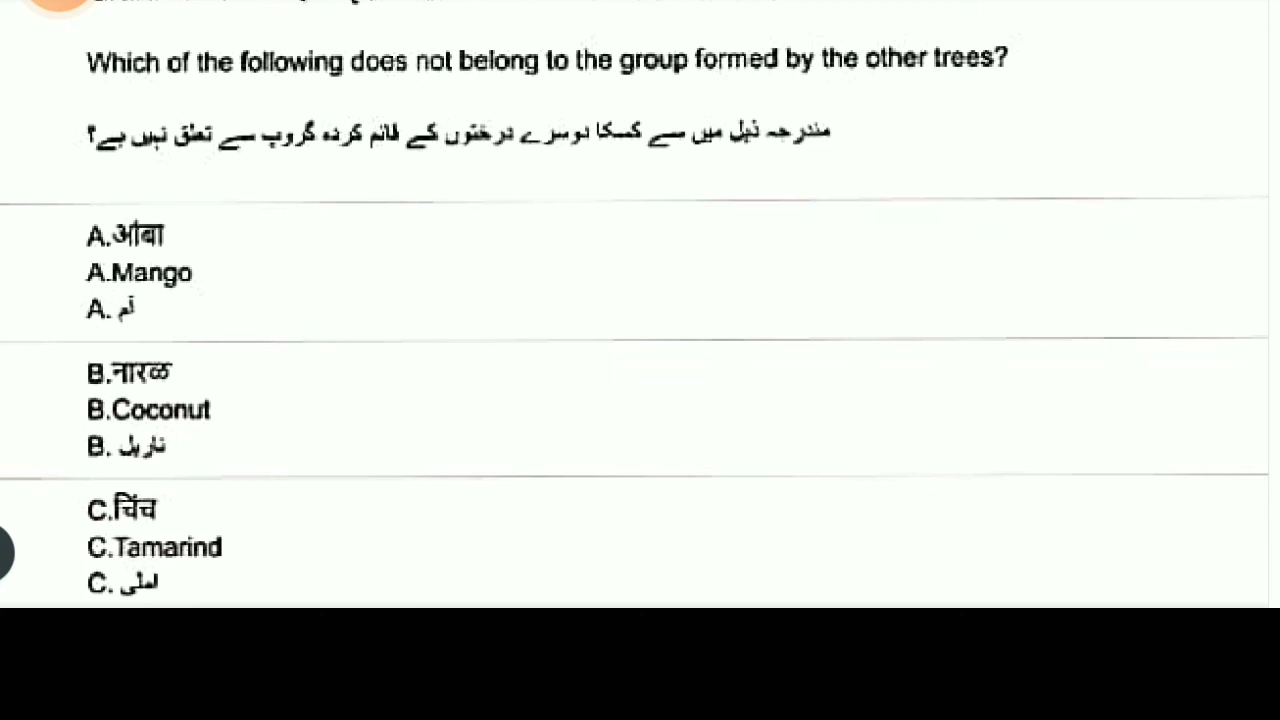 Which of the following does not belong to the group formed by the other trees?
مندرجہ ذیل میں سے کسکا دوسرے درختوں کے قائم کردہ گروپ سے تعلق نہیں ہے؟
A.आंबा
A.Mango
A. آم
B.नारळ
B.Coconut
B. ناریل
C.चिंच
C.Tamarind
C. املی